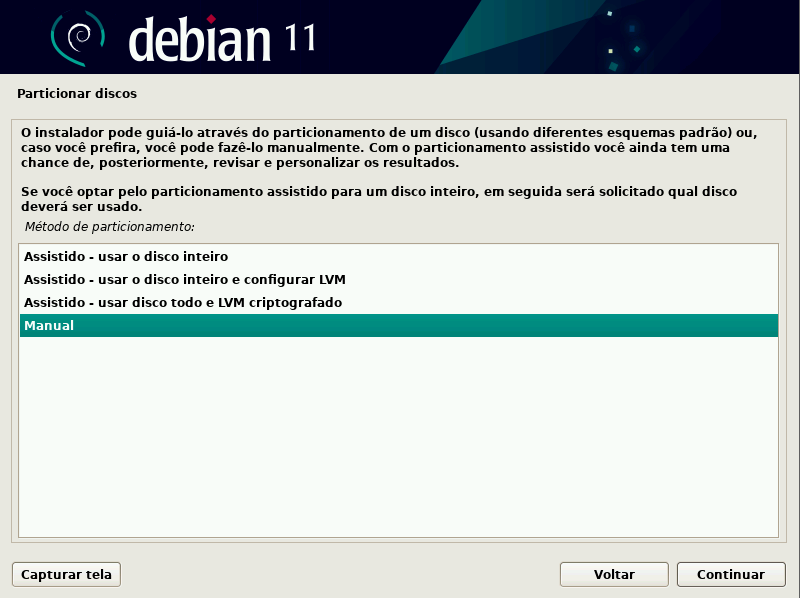 debian 11
Particionar discos
O instalador pode guiá-lo através do particionamento de um disco (usando diferentes esquemas padrão) ou,
caso você prefira, você pode fazê-lo manualmente. Com o particionamento assistido você ainda tem uma
chance de, posteriormente, revisar e personalizar os resultados.
Se você optar pelo particionamento assistido para um disco inteiro, em seguida será solicitado qual disco
deverá ser usado.
Método de particionamento:
Assistido - usar o disco inteiro
Assistido - usar o disco inteiro e configurar LVM
Assistido - usar disco todo e LVM criptografado
Manual
Capturar tela
Voltar
Continuar